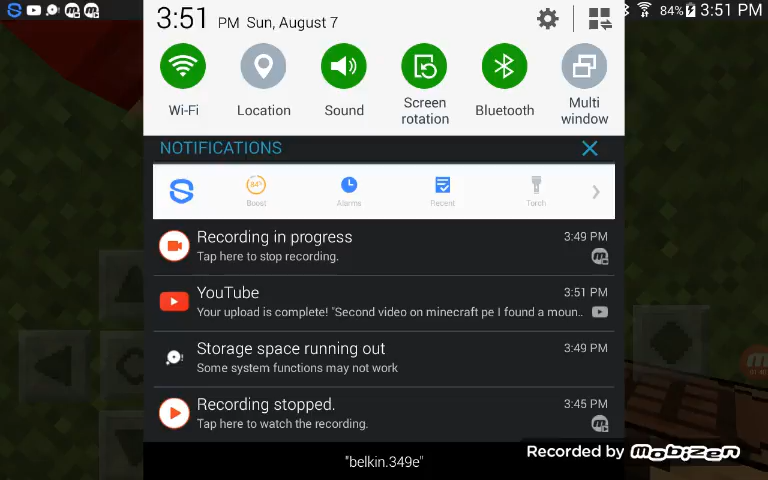 3:51 PM Sun, August 7
84% 3:51 PM
Wi-Fi
Location
Sound
Screen rotation
Bluetooth
Multi window
NOTIFICATIONS
84%
Boost
Alarms
Recent
Torch
Recording in progress 3:49 PM
Tap here to stop recording.
YouTube 3:51 PM
Your upload is complete! "Second video on minecraft pe I found a moun..
Storage space running out 3:49 PM
Some system functions may not work
Recording stopped. 3:45 PM
Tap here to watch the recording.
Recorded by mobizen
"belkin.349e"